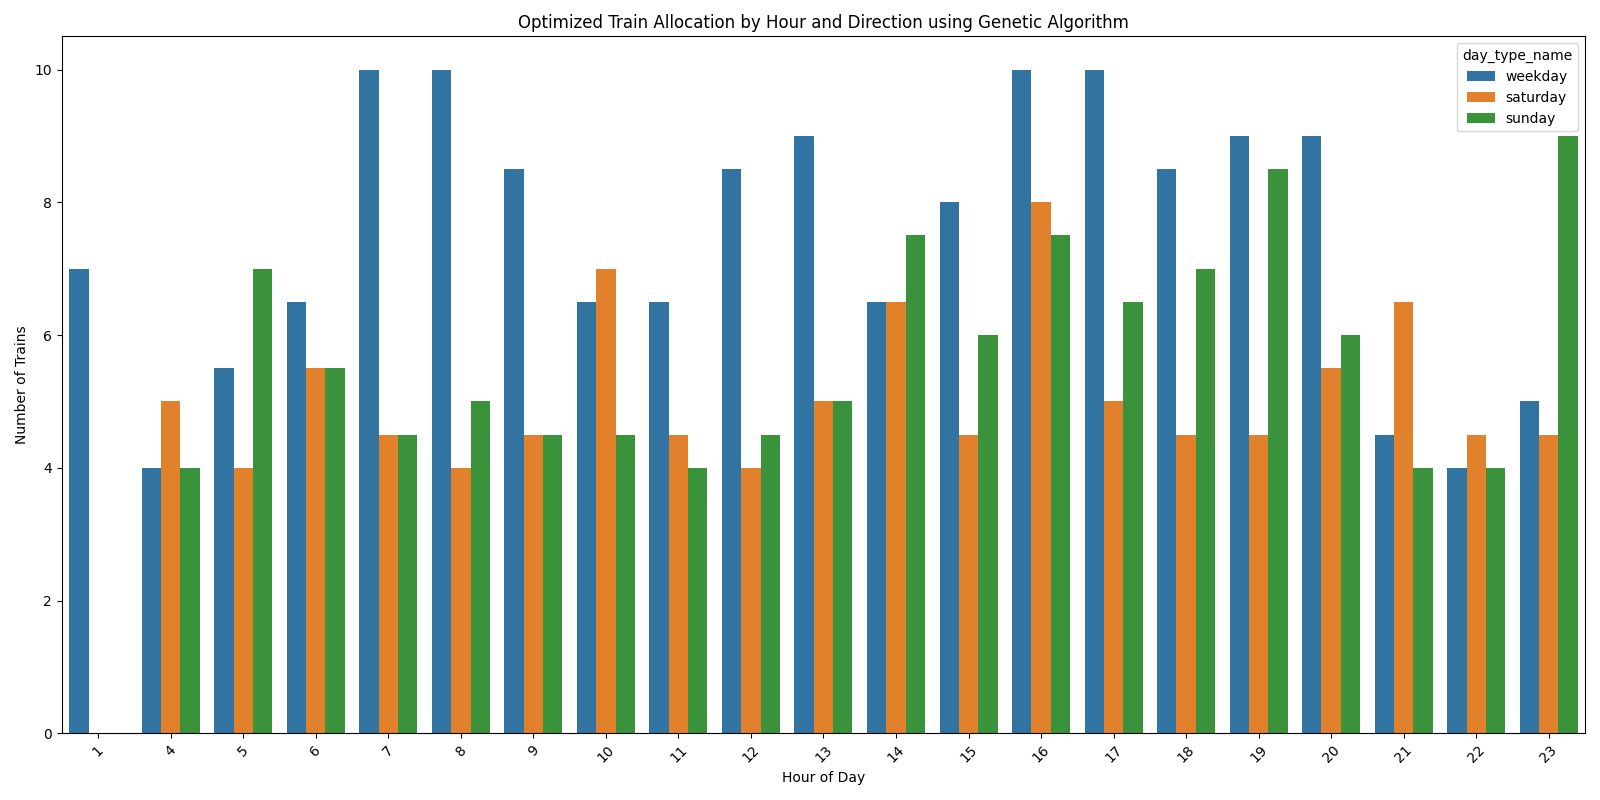 Optimized Train Allocation by Hour and Direction using Genetic Algorithm
day_type_name
weekday
saturday
sunday
Number of Trains
10
8
6
4
2
0
1 4 5 6 7 8 9 10 11 12 13 14 15 16 17 18 19 20 21 22 23
Hour of Day